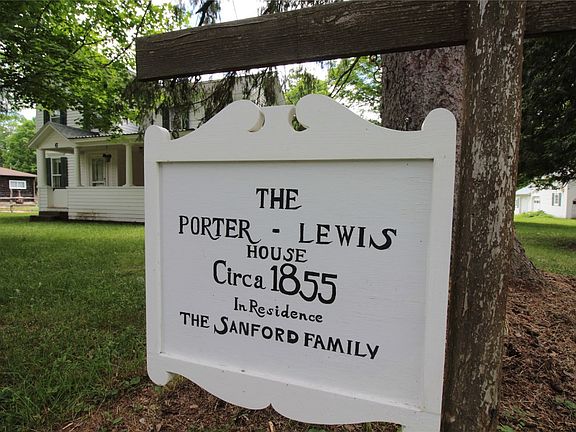 THE
PORTER - LEWIS
HOUSE
Circa 1855
In Residence
THE SANFORD FAMILY